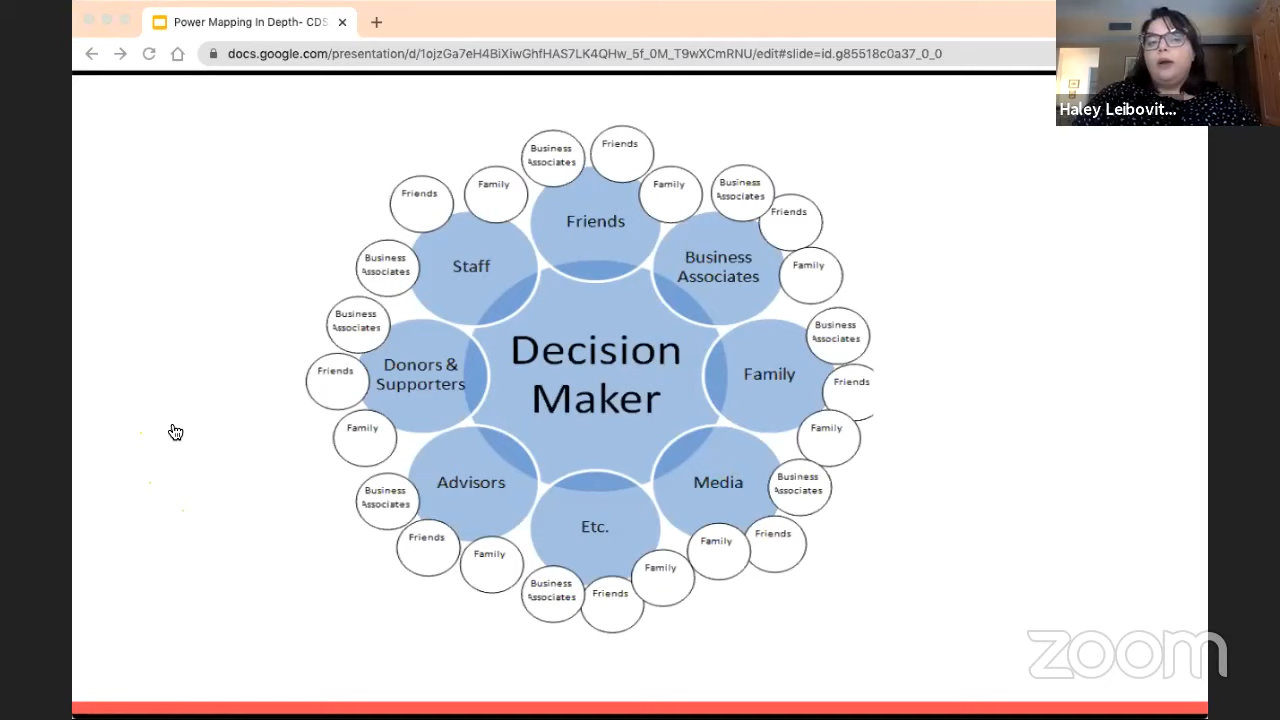 Power Mapping In Depth- CDS
docs.google.com/presentation/d/1ojzGa7eH4BiXiwGhfHAS7LK4QHw_5f_0M_T9wXCmRNU/edit#slide=id.g85518c0a37_0_0
Haley Leibovit...
Business
Associates
Friends
Family
Family
Friends
Business
Associates
Friends
Friends
Staff
Business
Associates
Family
Business
Associates
Business
Associates
Business
Associates
Decision
Maker
Donors &
Supporters
Friends
Family
Friends
Family
Family
Advisors
Media
Business
Associates
Business
Associates
Etc.
Friends
Family
Family
Friends
Business
Associates
Friends
Family
zoom